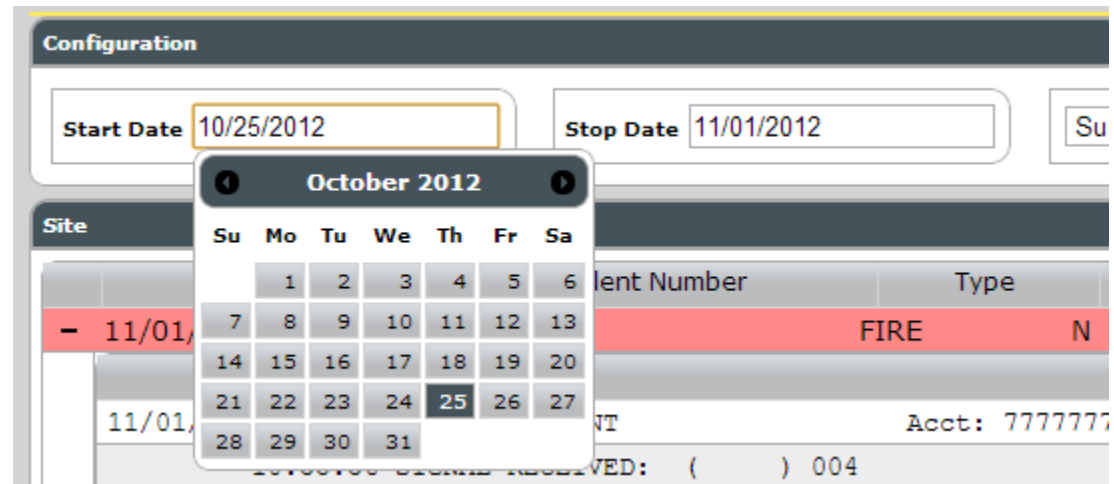 Configuration
Start Date 10/25/2012 Stop Date 11/01/2012 Su
October 2012
Site
Su Mo Tu We Th Fr Sa
1 2 3 4 5 6
Number Type
7 8 9 10 11 12 13
11/01/ FIRE N
14 15 16 17 18 19 20
21 22 23 24 25 26 27
11/01/ Acct: 7777777
28 29 30 31
( ) 004